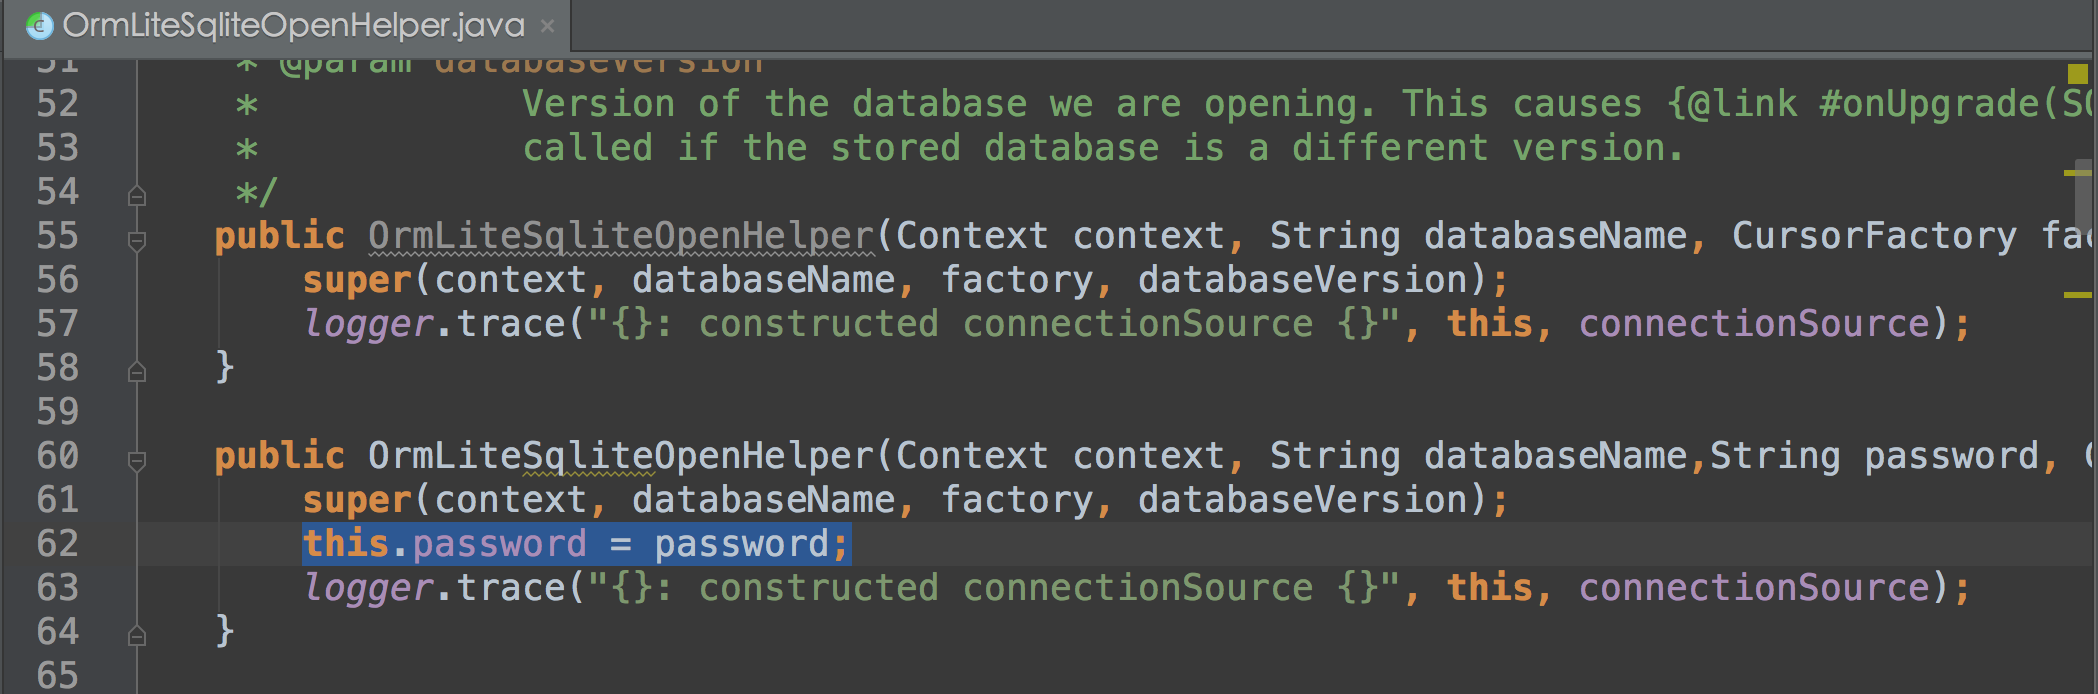 OrmLiteSqliteOpenHelper.java
51 * @param databaseVersion
52 * Version of the database we are opening. This causes {@link #onUpgrade(SQ
53 * called if the stored database is a different version.
54 */
55 public OrmLiteSqliteOpenHelper(Context context, String databaseName, CursorFactory fac
56 super(context, databaseName, factory, databaseVersion);
57 logger.trace("{}: constructed connectionSource {}", this, connectionSource);
58 }
59
60 public OrmLiteSqliteOpenHelper(Context context, String databaseName,String password, C
61 super(context, databaseName, factory, databaseVersion);
62 this.password = password;
63 logger.trace("{}: constructed connectionSource {}", this, connectionSource);
64 }
65